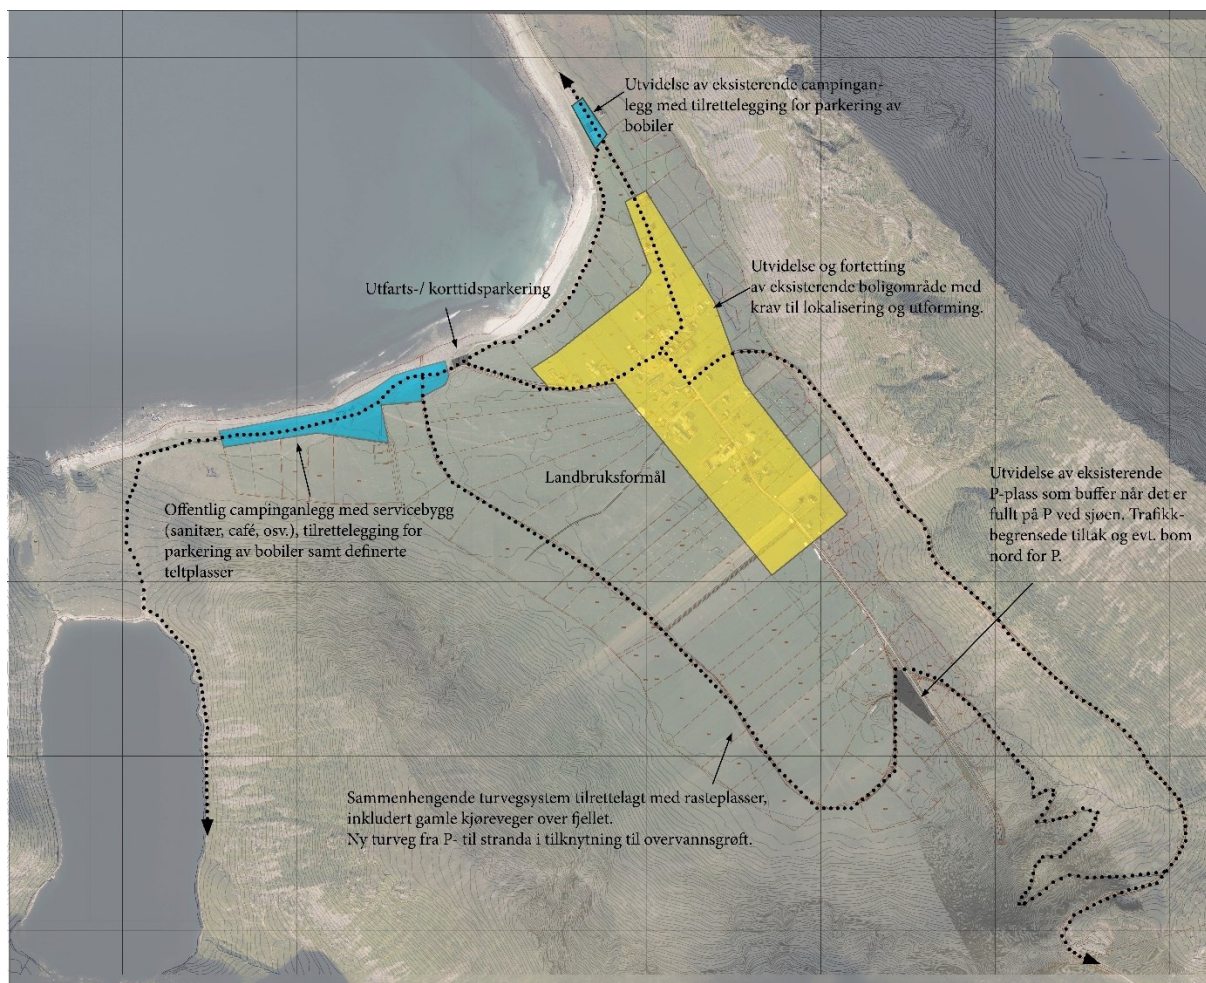 Utvidelse av eksisterende campingan-
legg med tilrettelegging for parkering av
bobiler
Utvidelse og fortetting
av eksisterende boligområde med
krav til lokalisering og utforming.
Utfarts-/ korttidsparkering
Landbruksformål
Utvidelse av eksisterende
P-plass som buffer når det er
fullt på P ved sjøen. Trafikk-
begrensede tiltak og evt. bom
nord for P.
Offentlig campinganlegg med servicebygg
(sanitær, café, osv.), tilrettelegging for
parkering av bobiler samt definerte
teltplasser
Sammenhengende turvegsystem tilrettelagt med rasteplasser,
inkludert gamle kjøreveger over fjellet.
Ny turveg fra P- til stranda i tilknytning til overvannsgrøft.